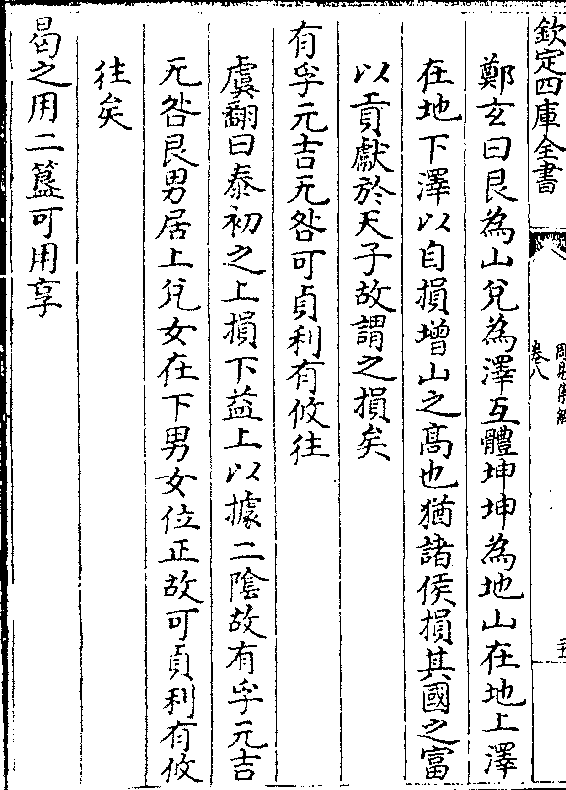 欽定四庫全書
卷八
鄭玄曰艮為山兌為澤互體坤坤為地山在地上澤
在地下澤以自損增山之高也猶諸侯損其國之富
以貢獻於天子故謂之損矣
有孚元吉无咎可貞利有攸往
虞翻曰泰初之上損下益上以據二陰故有孚元吉
无咎艮男居上兌女在下男女位正故可貞利有攸
往矣
曷之用二簋可用享